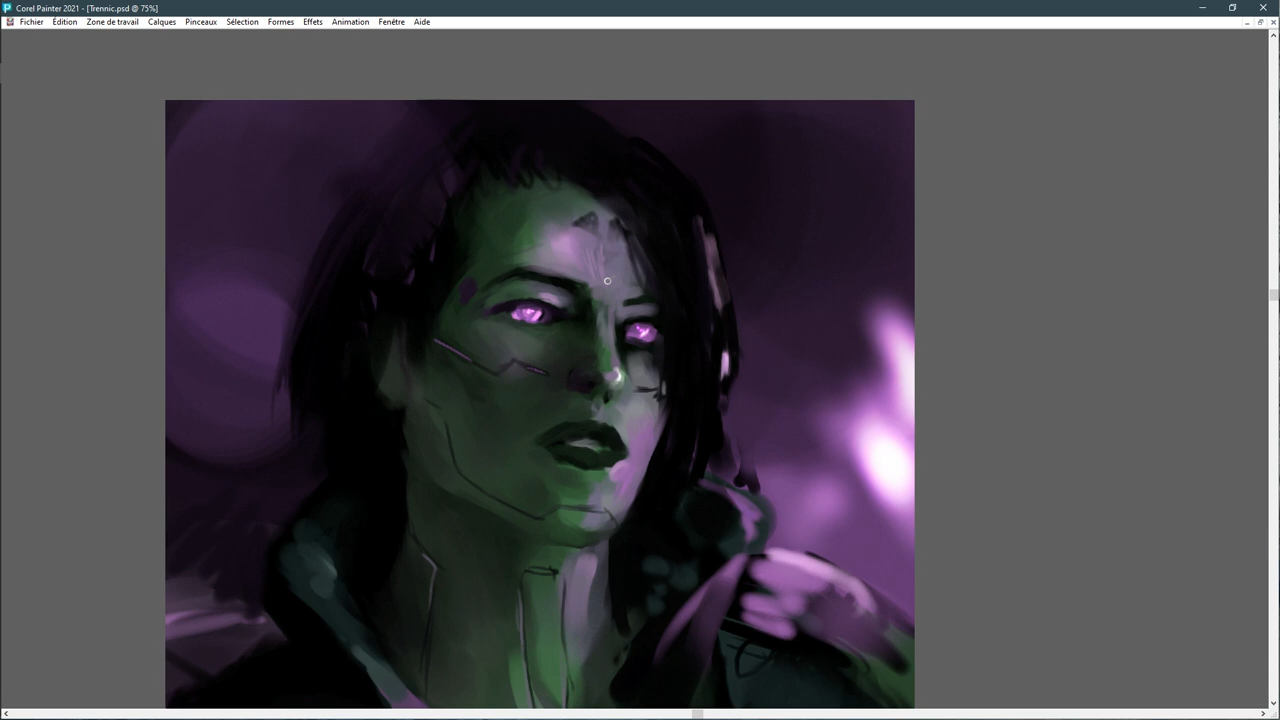 Corel Painter 2021 - [Trennic.psd @ 75%]
Fichier Édition Zone de travail Calques Pinceaux Sélection Formes Effets Animation Fenêtre Aide